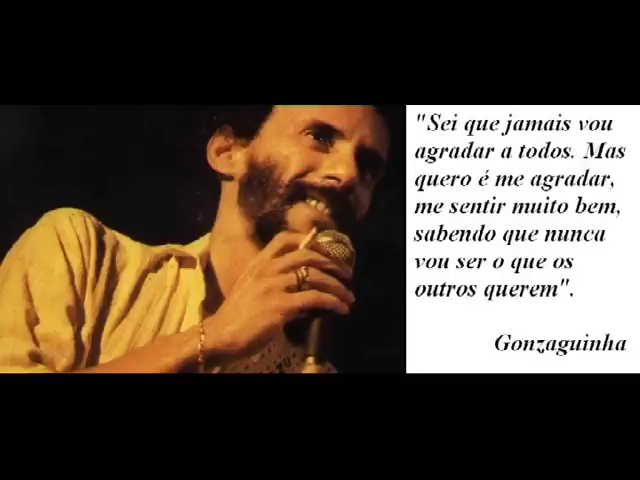 "Sei que jamais vou
agradar a todos. Mas
quero é me agradar,
me sentir muito bem,
sabendo que nunca
vou ser o que os
outros querem".
Gonzaguinha